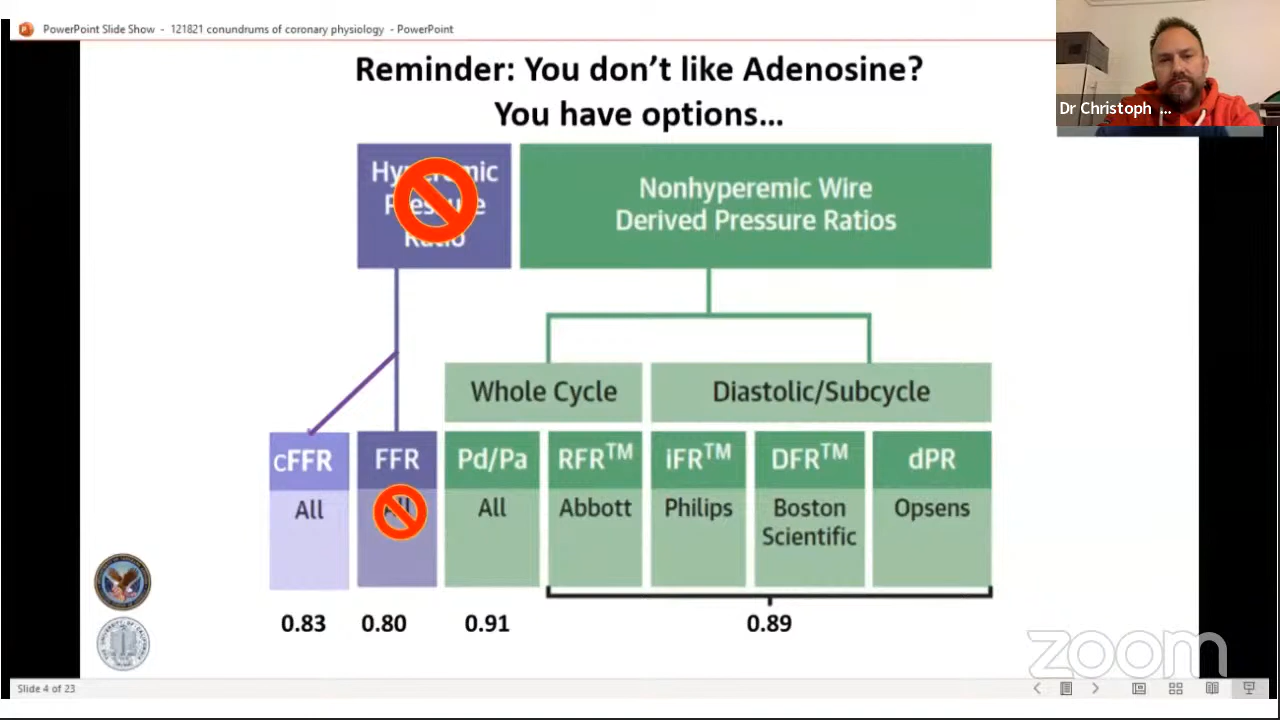 PowerPoint Slide Show - 121821 conundrums of coronary physiology - PowerPoint
Dr Christoph ...
Reminder: You don’t like Adenosine?
You have options...
Hyperemic
Pressure
Ratio
Nonhyperemic Wire
Derived Pressure Ratios
Whole Cycle
Diastolic/Subcycle
cFFR
FFR
Pd/Pa
RFR™
iFR™
DFR™
dPR
All
All
All
Abbott
Philips
Boston
Scientific
Opsens
0.83
0.80
0.91
0.89
zoom
Slide 4 of 23